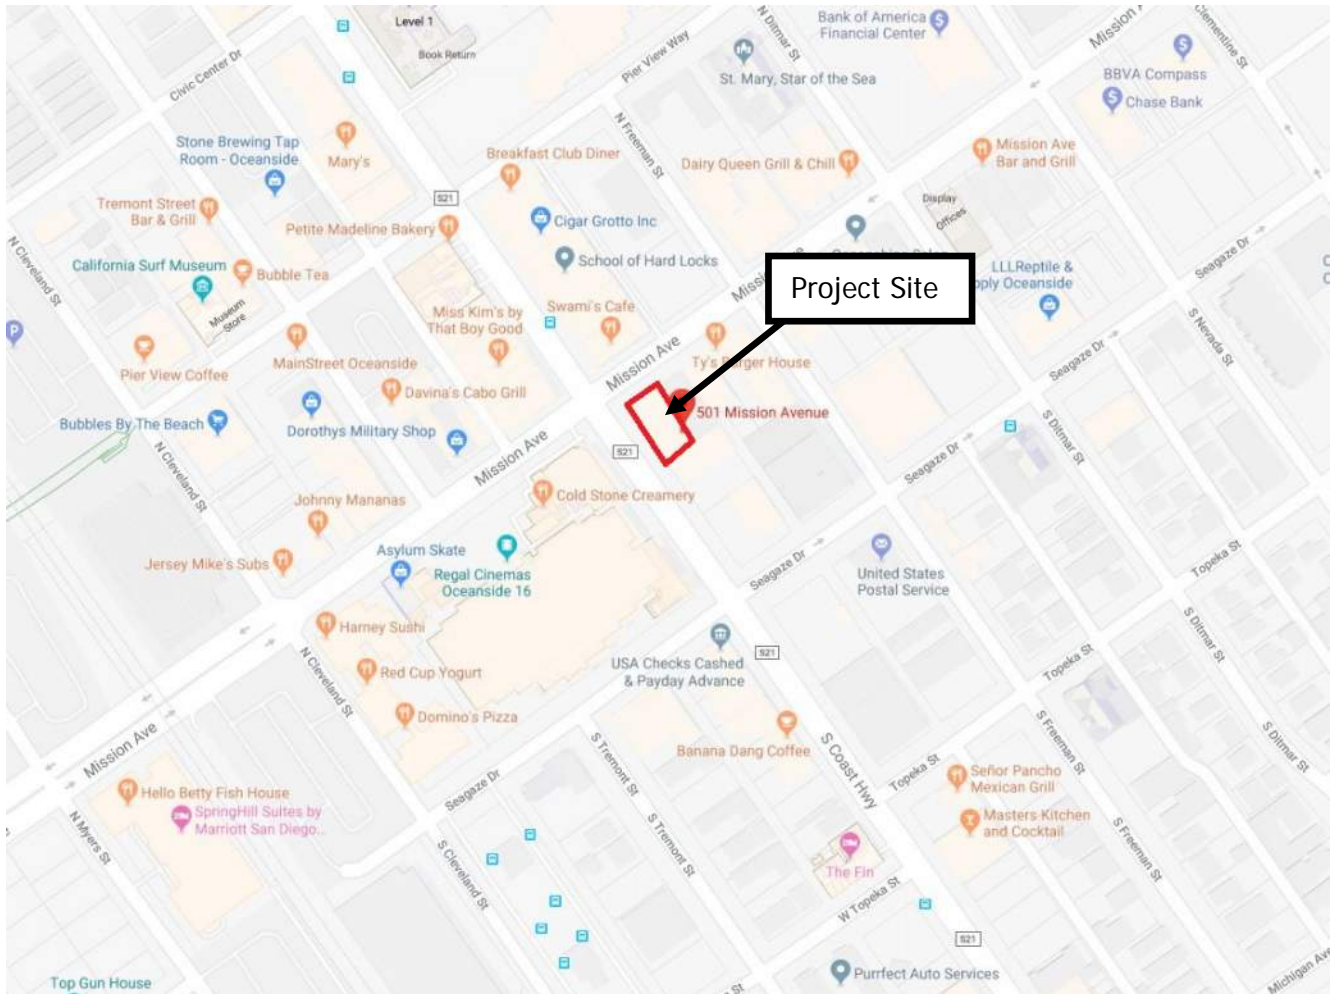 Level 1
Book Return
Civic Center Dr
N Ditmar St
Bank of America
Financial Center
Mission
Clementine St
Pier View Way
St. Mary, Star of the Sea
BBVA Compass
Chase Bank
Stone Brewing Tap
Room - Oceanside
Mary's
N Freeman St
Breakfast Club Diner
Dairy Queen Grill & Chill
Mission Ave
Bar and Grill
Tremont Street
Bar & Grill
S21
Petite Madeline Bakery
Cigar Grotto Inc
Display
Offices
N Cleveland St
California Surf Museum
Bubble Tea
School of Hard Locks
Project Site
LLLReptile &
Oceanside
Seagaze Dr
Museum
Store
Miss Kim's by
That Boy Good
Swami's Cafe
P
Pier View Coffee
MainStreet Oceanside
Mission Ave
Ty's Burger House
Seagaze Dr
S Nevada St
Davina's Cabo Grill
501 Mission Avenue
Bubbles By The Beach
Dorothys Military Shop
Mission Ave
S21
S Ditmar St
Seagaze Dr
N Cleveland St
Johnny Mananas
Cold Stone Creamery
Jersey Mike's Subs
Asylum Skate
Regal Cinemas
Oceanside 16
Seagaze Dr
United States
Postal Service
Topeka St
Harney Sushi
S Ditmar St
Red Cup Yogurt
USA Checks Cashed
& Payday Advance
S21
Topeka St
N Cleveland St
Domino's Pizza
Mission Ave
S Tremont St
Banana Dang Coffee
S Coast Hwy
S Freeman St
S Ditmar St
Topeka St
Señor Pancho
Mexican Grill
Seagaze Dr
Hello Betty Fish House
SpringHill Suites by
Marriott San Diego...
Masters Kitchen
and Cocktail
N Myers St
S Cleveland St
S Tremont St
S Freeman St
The Fin
W Topeka St
S21
Top Gun House
Purrfect Auto Services
St
Michigan Ave